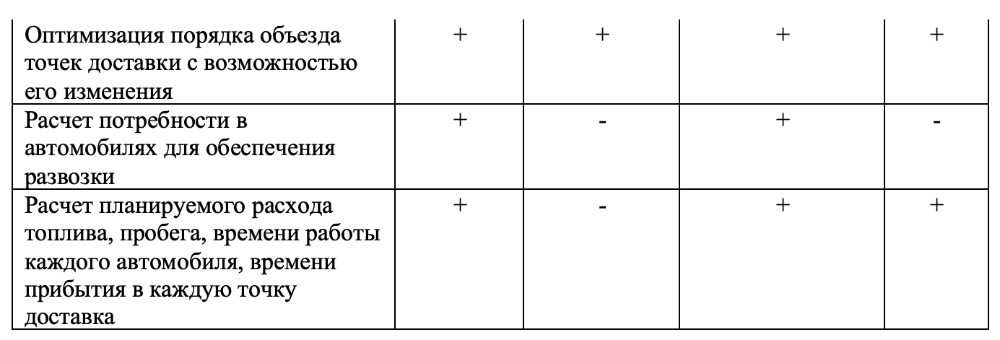 Оптимизация порядка объезда + + + +
точек доставки с возможностью
его изменения
Расчет потребности в + - + -
автомобилях для обеспечения
развозки
Расчет планируемого расхода + - + +
топлива, пробега, времени работы
каждого автомобиля, времени
прибытия в каждую точку
доставка